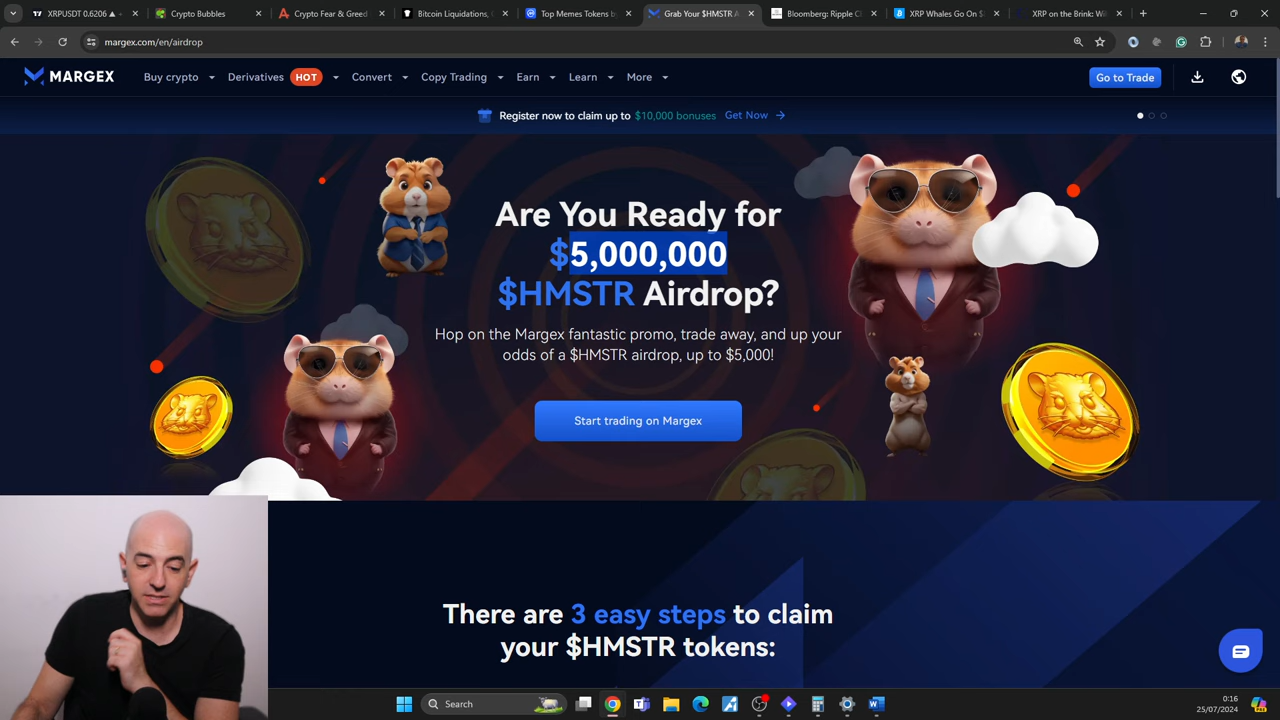 XRPUSDT 0.6206
Crypto Bubbles
Crypto Fear & Greed
Bitcoin Liquidations,
Top Memes Tokens by
Grab Your $HMSTR A
Bloomberg: Ripple C
XRP Whales Go On
XRP on the Brink: Wi
margex.com/en/airdrop
MARGEX
Buy crypto
Derivatives HOT
Convert
Copy Trading
Earn
Learn
More
Go to Trade
Register now to claim up to $10,000 bonuses Get Now
Are You Ready for
$5,000,000
$HMSTR Airdrop?
Hop on the Margex fantastic promo, trade away, and up your
odds of a $HMSTR airdrop, up to $5,000!
Start trading on Margex
There are 3 easy steps to claim
your $HMSTR tokens:
Search
0:16
25/07/2024